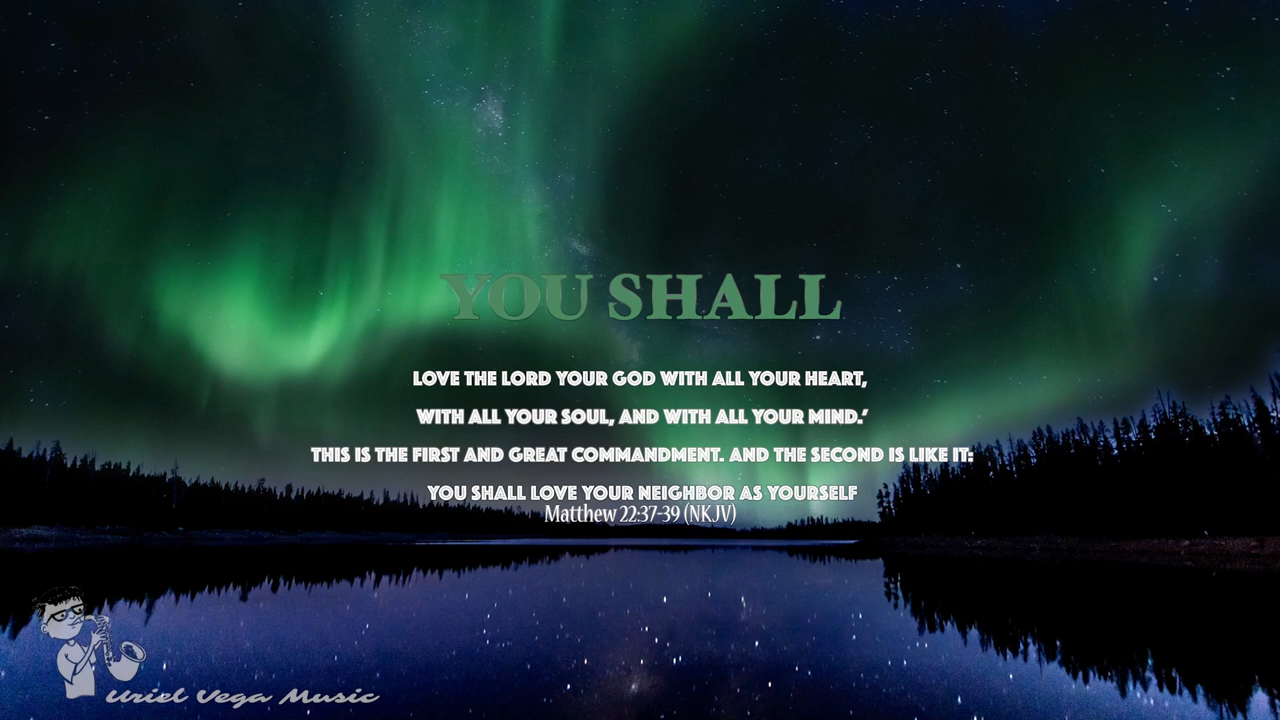 YOU SHALL
LOVE THE LORD YOUR GOD WITH ALL YOUR HEART,
WITH ALL YOUR SOUL, AND WITH ALL YOUR MIND.’
THIS IS THE FIRST AND GREAT COMMANDMENT. AND THE SECOND IS LIKE IT:
YOU SHALL LOVE YOUR NEIGHBOR AS YOURSELF
Matthew 22:37-39 (NKJV)
Uriel Vega Music